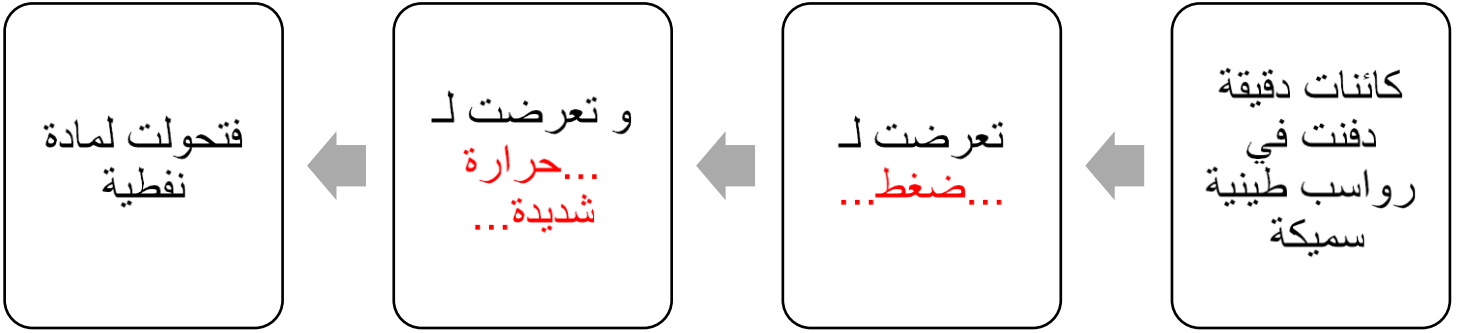 كائنات دقيقة
دفنت في
رواسب طينية
سميكة
تعرضت لـ
...ضغط...
و تعرضت لـ
...حرارة
شديدة...
فتحولت لمادة
نفطية